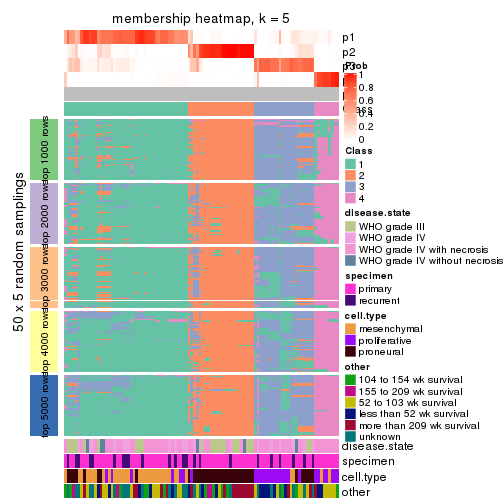 membership heatmap, k = 5
p1
p2
p3
Prob
1
0.8
0.6
0.4
0.2
0
Class
1
2
3
4
disease.state
WHO grade III
WHO grade IV
WHO grade IV with necrosis
WHO grade IV without necrosis
specimen
primary
recurrent
cell.type
mesenchymal
proliferative
proneural
other
104 to 154 wk survival
155 to 209 wk survival
52 to 103 wk survival
less than 52 wk survival
more than 209 wk survival
unknown
50 x 5 random samplings
top 1000 rows
top 2000 rows
top 3000 rows
top 4000 rows
top 5000 rows
disease.state
specimen
cell.type
other